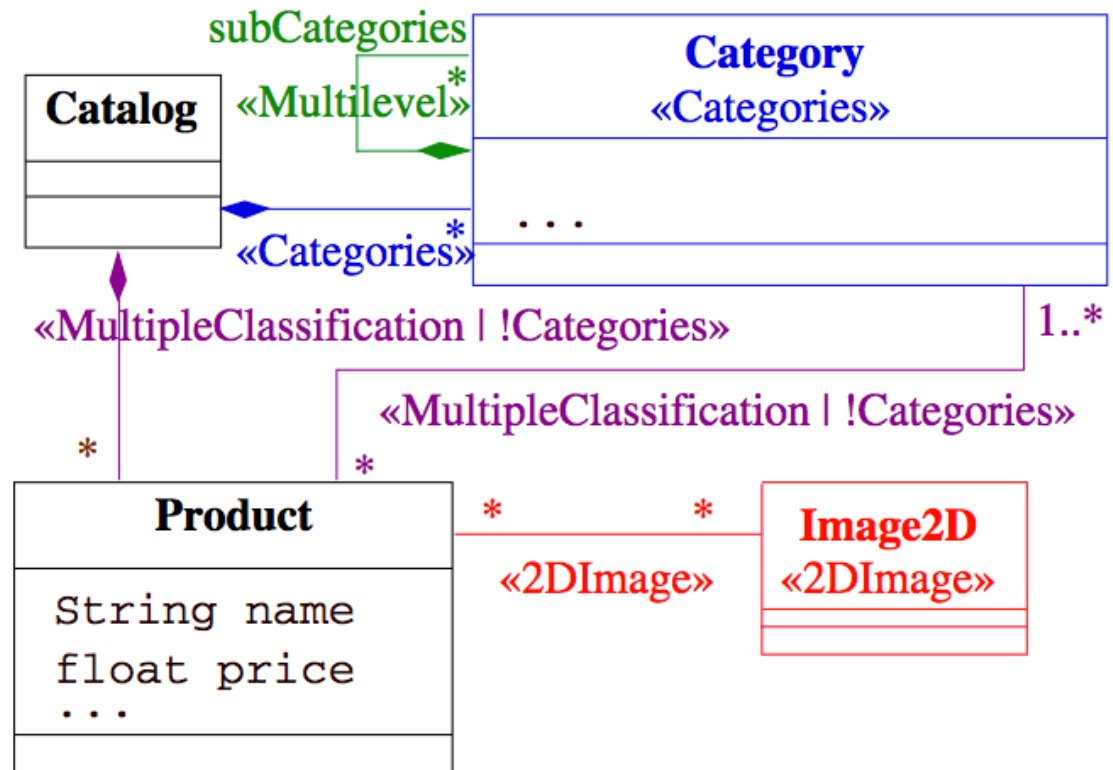 subCategories
*
«Multilevel»
Catalog
Category
«Categories»
...
*
«Categories»
«MultipleClassification | !Categories»
1..*
«MultipleClassification | !Categories»
*
*
Product
String name
float price
...
*
*
«2DImage»
Image2D
«2DImage»